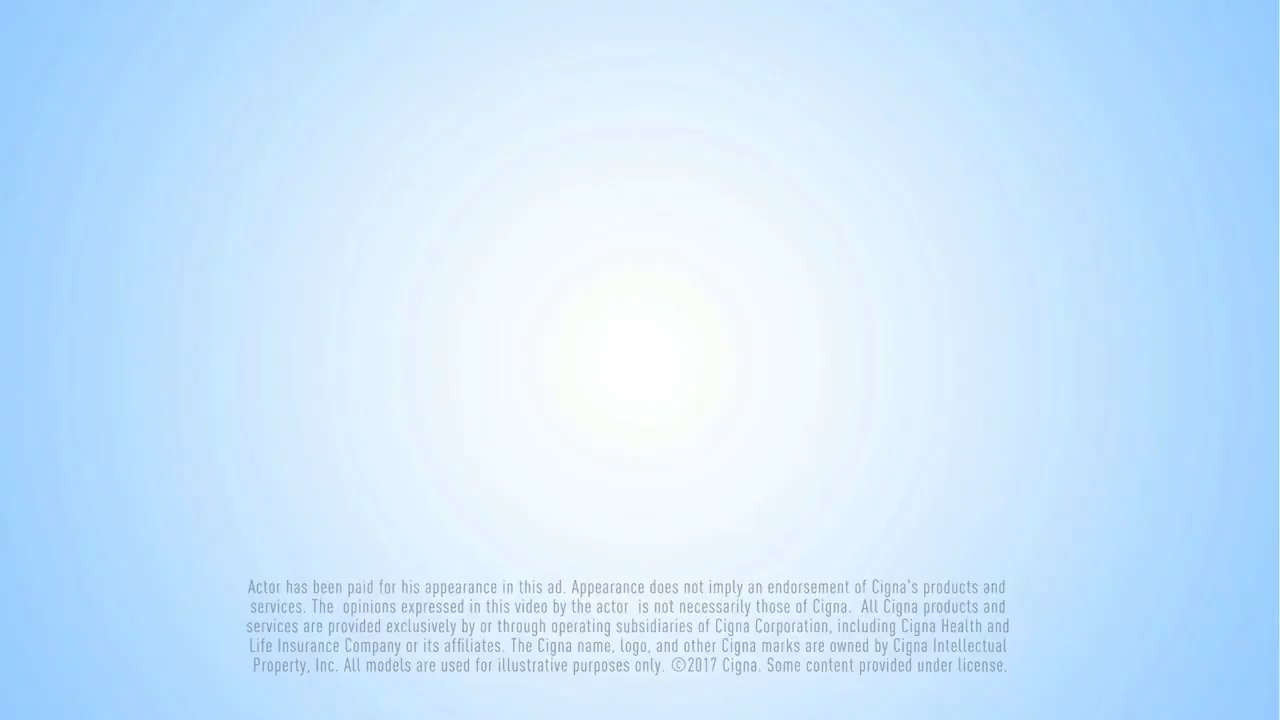 Actor has been paid for his appearance in this ad. Appearance does not imply an endorsement of Cigna's products and
services. The opinions expressed in this video by the actor is not necessarily those of Cigna. All Cigna products and
services are provided exclusively by or through operating subsidiaries of Cigna Corporation, including Cigna Health and
Life Insurance Company or its affiliates. The Cigna name, logo, and other Cigna marks are owned by Cigna Intellectual
Property, Inc. All models are used for illustrative purposes only. ©2017 Cigna. Some content provided under license.